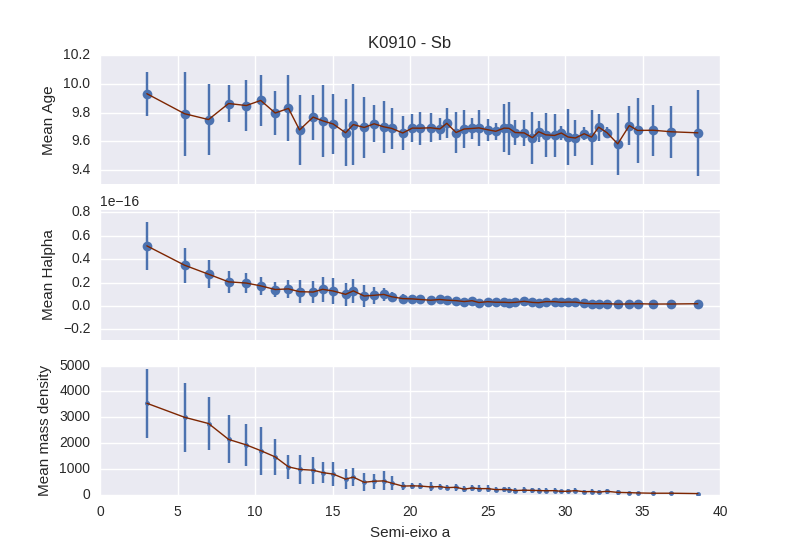 K0910 - Sb
10.2
10.0
9.8
9.6
9.4
Mean Age
1e−16
0.8
0.6
0.4
0.2
0.0
−0.2
Mean Halpha
5000
4000
3000
2000
1000
0
Mean mass density
0 5 10 15 20 25 30 35 40
Semi-eixo a